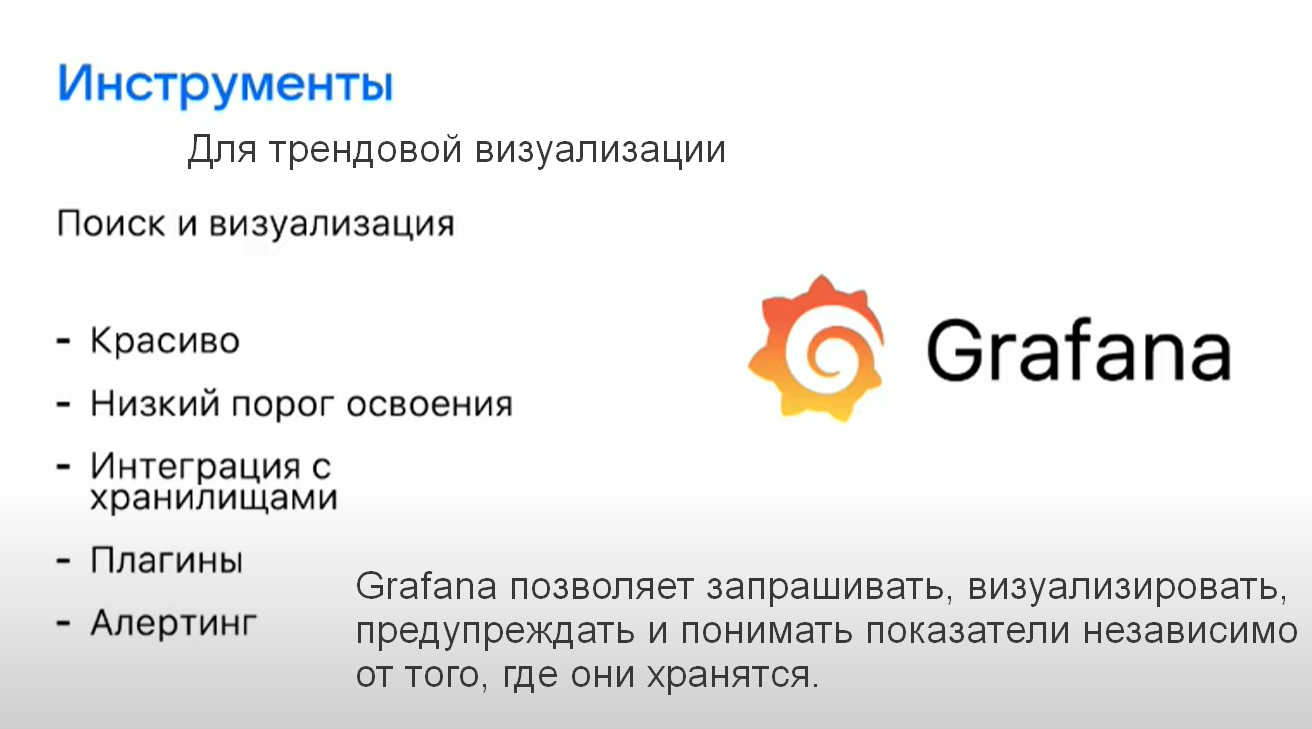 Инструменты
Для трендовой визуализации
Поиск и визуализация
- Красиво
- Низкий порог освоения
- Интеграция с
хранилищами
- Плагины
- Алертинг
Grafana
Grafana позволяет запрашивать, визуализировать,
предупреждать и понимать показатели независимо
от того, где они хранятся.